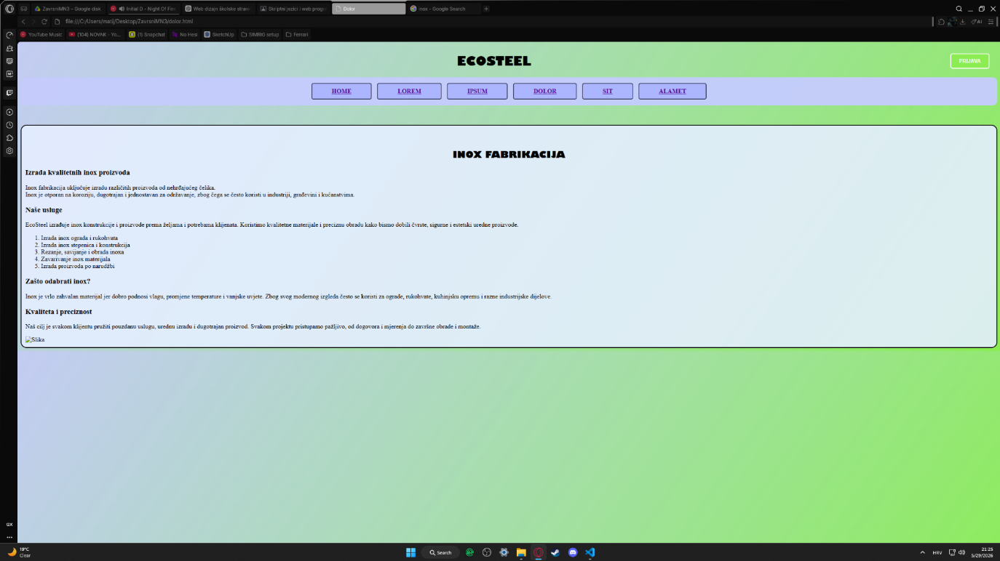 ZavrsniMN3 – Google disk
Initial D - Night Of Fire
Web dizajn školske strani
Skriptni jezici i web progr
Dolor
inox - Google Search
file:///C:/Users/matij/Desktop/ZavrsniMN3/dolor.html
AI
YouTube Music
(104) NOVAK - Yo...
(1) Snapchat
No Hesi
SketchUp
SIMRIG setup
Ferrari
ECOSTEEL
PRIJAVA
HOME
LOREM
IPSUM
DOLOR
SIT
ALAMET
INOX FABRIKACIJA
Izrada kvalitetnih inox proizvoda
Inox fabrikacija uključuje izradu različitih proizvoda od nehrđajućeg čelika.
Inox je otporan na koroziju, dugotrajan i jednostavan za održavanje, zbog čega se često koristi u industriji, građevini i kućanstvima.
Naše usluge
EcoSteel izrađuje inox konstrukcije i proizvode prema željama i potrebama klijenata. Koristimo kvalitetne materijale i preciznu obradu kako bismo dobili čvrste, sigurne i estetski uredne proizvode.
1. Izrada inox ograda i rukohvata
2. Izrada inox stepenica i konstrukcija
3. Rezanje, savijanje i obrada inoxa
4. Zavarivanje inox materijala
5. Izrada proizvoda po narudžbi
Zašto odabrati inox?
Inox je vrlo zahvalan materijal jer dobro podnosi vlagu, promjene temperature i vanjske uvjete. Zbog svog modernog izgleda često se koristi za ograde, rukohvate, kuhinjsku opremu i razne industrijske dijelove.
Kvaliteta i preciznost
Naš cilj je svakom klijentu pružiti pouzdanu uslugu, urednu izradu i dugotrajan proizvod. Svakom projektu pristupamo pažljivo, od dogovora i mjerenja do završne obrade i montaže.
Slika
GX
19°C
Clear
Search
HRV
21:25
5/29/2026